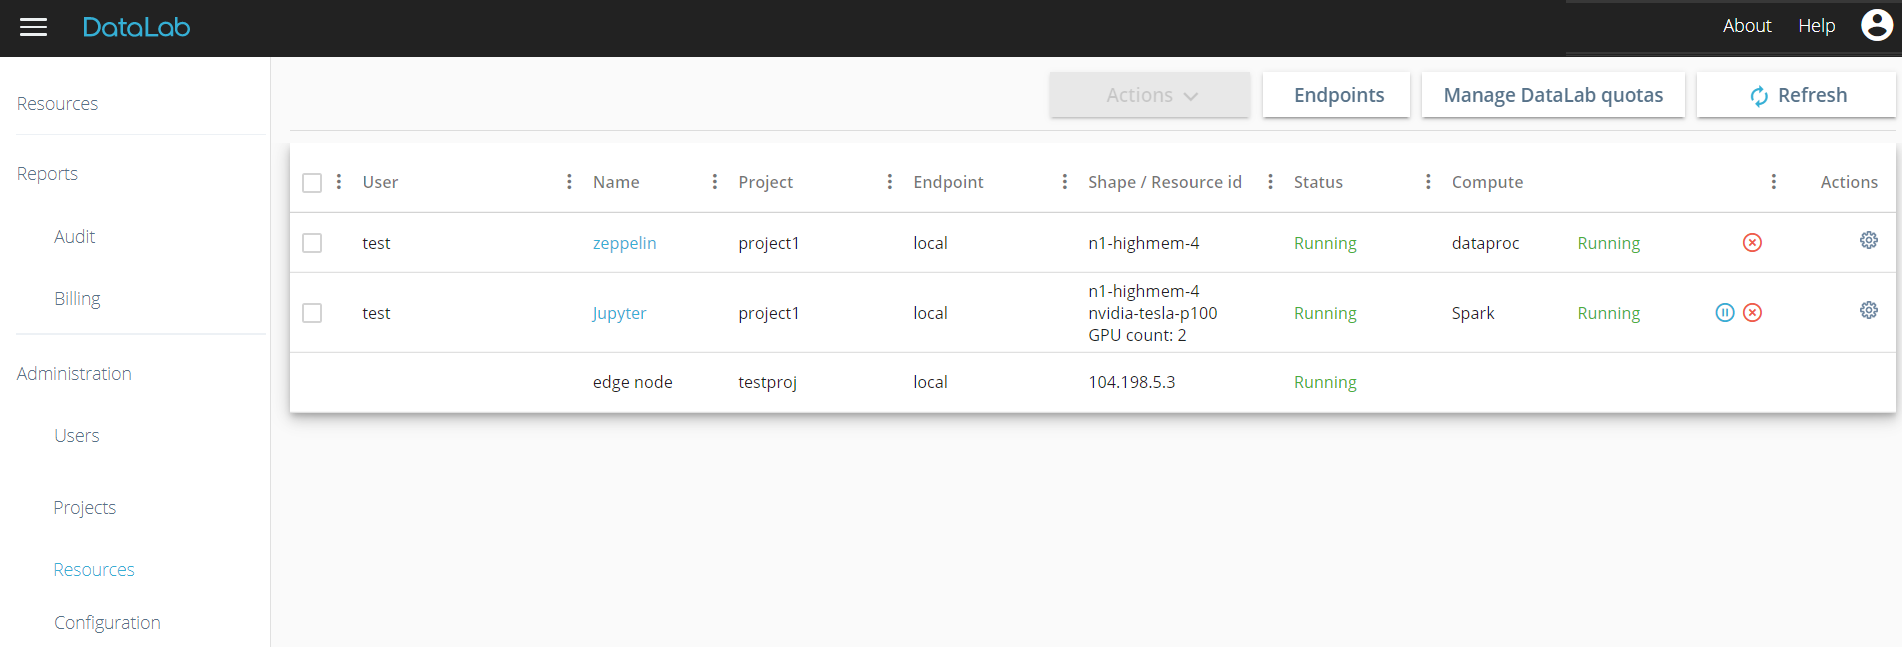 DataLab
About Help
Resources
Reports
Audit
Billing
Administration
Users
Projects
Resources
Configuration
Actions Endpoints Manage DataLab quotas Refresh
User Name Project Endpoint Shape / Resource id Status Compute Actions
test zeppelin project1 local n1-highmem-4 Running dataproc Running
n1-highmem-4
test Jupyter project1 local nvidia-tesla-p100 Running Spark Running
GPU count: 2
edge node testproj local 104.198.5.3 Running